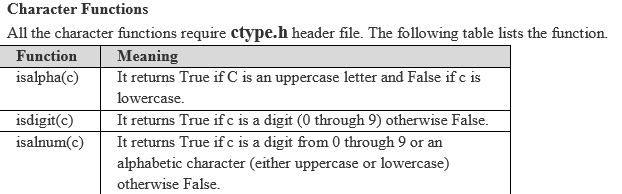 Character Functions
All the character functions require ctype.h header file. The following table lists the function.
Function Meaning
isalpha(c) It returns True if C is an uppercase letter and False if c is
lowercase.
isdigit(c) It returns True if c is a digit (0 through 9) otherwise False.
isalnum(c) It returns True if c is a digit from 0 through 9 or an
alphabetic character (either uppercase or lowercase)
otherwise False.